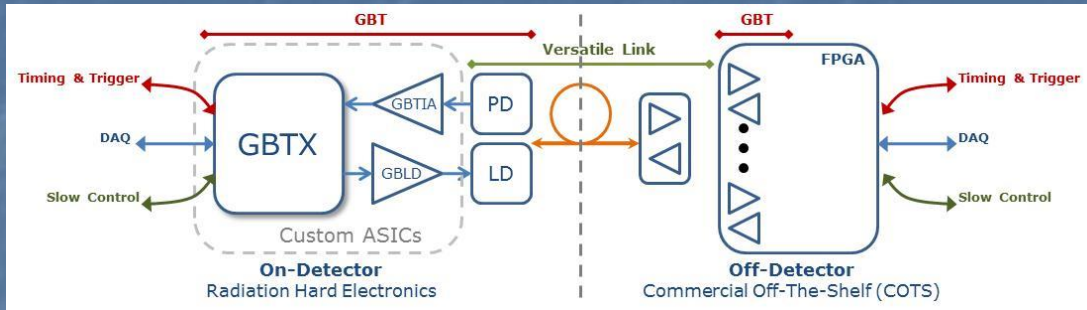 GBT
GBT
Versatile Link
FPGA
Timing & Trigger
GBTIA
PD
Timing & Trigger
DAQ
GBTX
DAQ
GBLD
LD
Slow Control
Slow Control
Custom ASICs
On-Detector
Radiation Hard Electronics
Off-Detector
Commercial Off-The-Shelf (COTS)